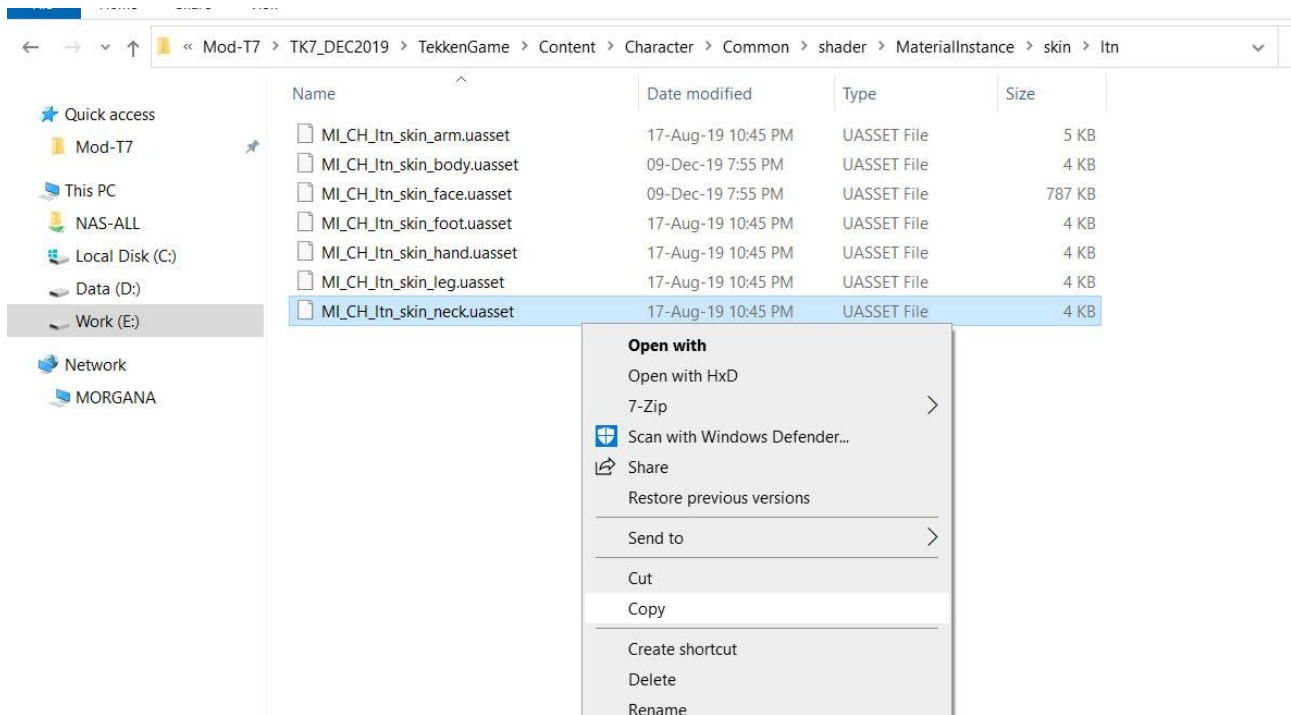 « Mod-T7 > TK7_DEC2019 > TekkenGame > Content > Character > Common > shader > MaterialInstance > skin > ltn
Name Date modified Type Size
Quick access
Mod-T7
This PC
NAS-ALL
Local Disk (C:)
Data (D:)
Work (E:)
Network
MORGANA
MI_CH_ltn_skin_arm.uasset 17-Aug-19 10:45 PM UASSET File 5 KB
MI_CH_ltn_skin_body.uasset 09-Dec-19 7:55 PM UASSET File 4 KB
MI_CH_ltn_skin_face.uasset 09-Dec-19 7:55 PM UASSET File 787 KB
MI_CH_ltn_skin_foot.uasset 17-Aug-19 10:45 PM UASSET File 4 KB
MI_CH_ltn_skin_hand.uasset 17-Aug-19 10:45 PM UASSET File 4 KB
MI_CH_ltn_skin_leg.uasset 17-Aug-19 10:45 PM UASSET File 4 KB
MI_CH_ltn_skin_neck.uasset 17-Aug-19 10:45 PM UASSET File 4 KB
Open with
Open with HxD
7-Zip
Scan with Windows Defender...
Share
Restore previous versions
Send to
Cut
Copy
Create shortcut
Delete
Rename